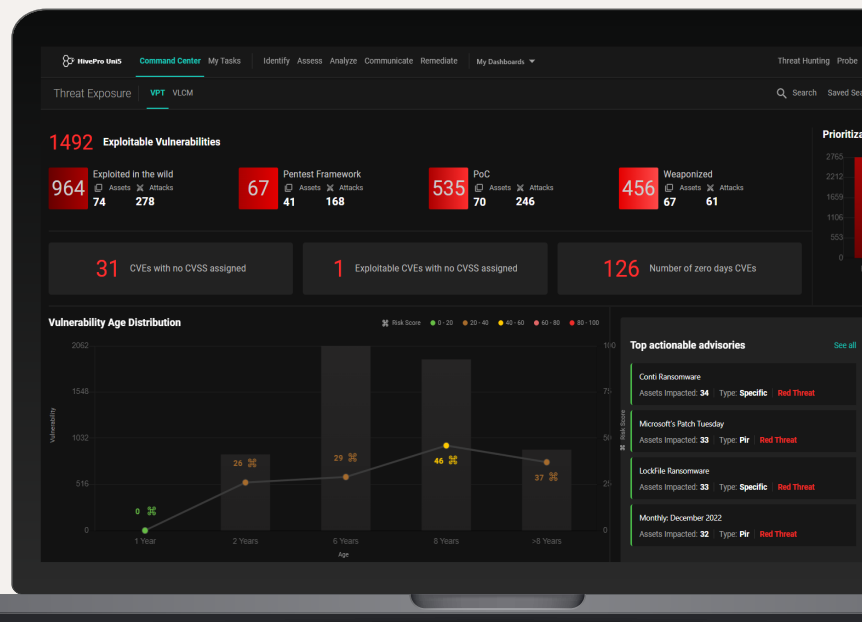 HivePro Uni5 Command Center My Tasks Identify Assess Analyze Communicate Remediate My Dashboards Threat Hunting Probe
Threat Exposure VPT VLCM Search Saved Sea
1492 Exploitable Vulnerabilities
964 Exploited in the wild
Assets Attacks
74 278
67 Pentest Framework
Assets Attacks
41 168
535 PoC
Assets Attacks
70 246
456 Weaponized
Assets Attacks
67 61
31 CVEs with no CVSS assigned
1 Exploitable CVEs with no CVSS assigned
126 Number of zero days CVEs
Prioritiza
2765
2212
1659
1106
553
0
Vulnerability Age Distribution
Risk Score 0 - 20 20 - 40 40 - 60 60 - 80 80 - 100
2062
1548
1032
516
0
Vulnerability
0
26
29
46
37
100
75
50
25
0
Risk Score
1 Year 2 Years 6 Years 8 Years >8 Years
Age
Top actionable advisories See all
Conti Ransomware
Assets Impacted: 34 Type: Specific Red Threat
Microsoft's Patch Tuesday
Assets Impacted: 33 Type: Pir Red Threat
LockFile Ransomware
Assets Impacted: 33 Type: Specific Red Threat
Monthly: December 2022
Assets Impacted: 32 Type: Pir Red Threat